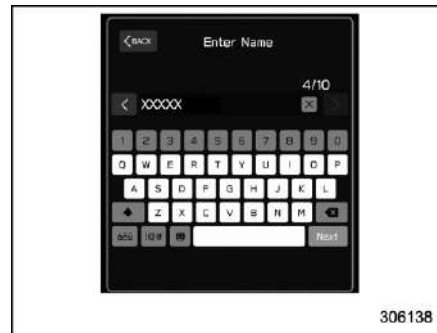 BACK Enter Name
4/10
XXXXX
1 2 3 4 5 6 7 8 9 0
Q W E R T Y U I O P
A S D F G H J K L
Z X C V B N M
Next
306138